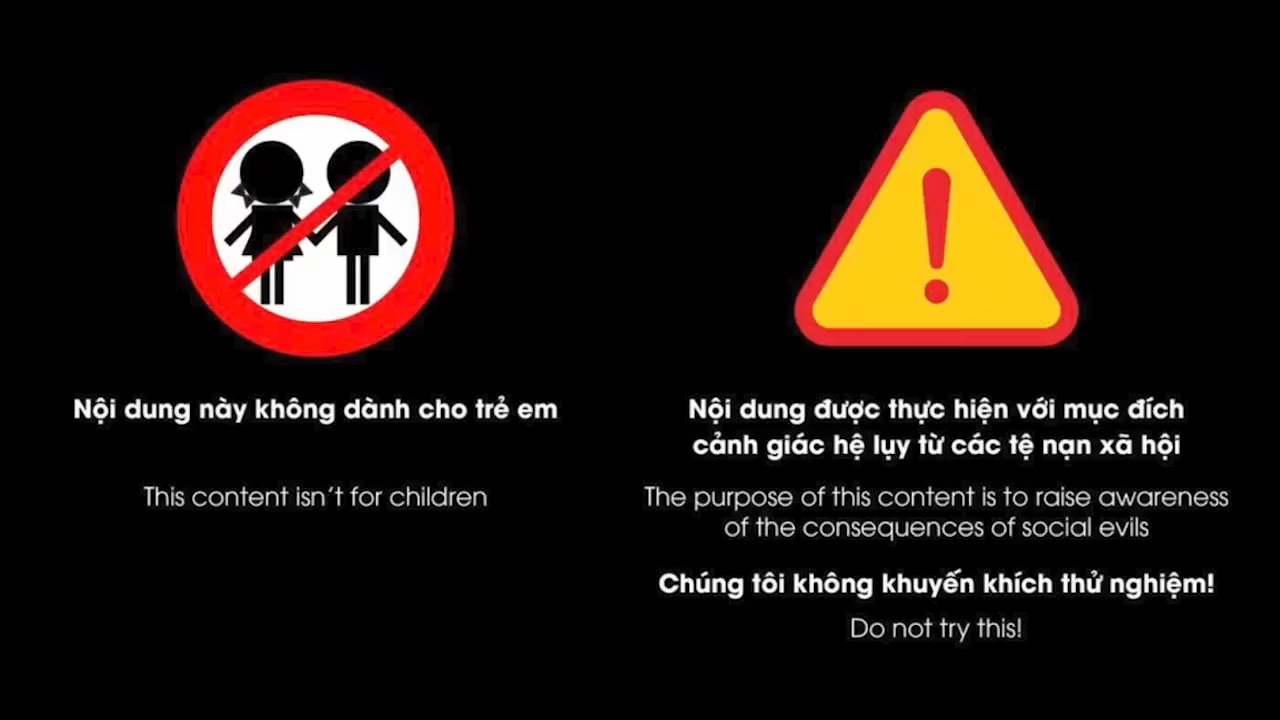 Nội dung này không dành cho trẻ em
This content isn't for children
Nội dung được thực hiện với mục đích
cảnh giác hệ lụy từ các tệ nạn xã hội
The purpose of this content is to raise awareness
of the consequences of social evils
Chúng tôi không khuyến khích thử nghiệm!
Do not try this!